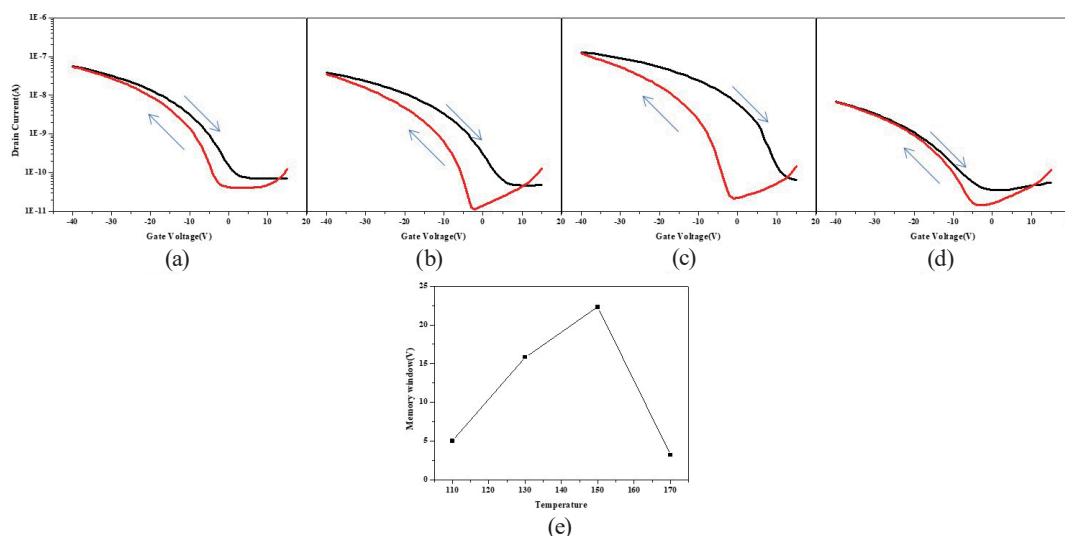 1E-6
1E-7
1E-8
1E-9
1E-10
1E-11
Drain Current(A)
-40 -30 -20 -10 0 10 20
Gate Voltage(V)
(a)
-40 -30 -20 -10 0 10 20
Gate Voltage(V)
(b)
-40 -30 -20 -10 0 10 20
Gate Voltage(V)
(c)
-40 -30 -20 -10 0 10
Gate Voltage(V)
(d)
25
20
15
10
5
0
Memory window(V)
110 120 130 140 150 160 170
Temperature
(e)